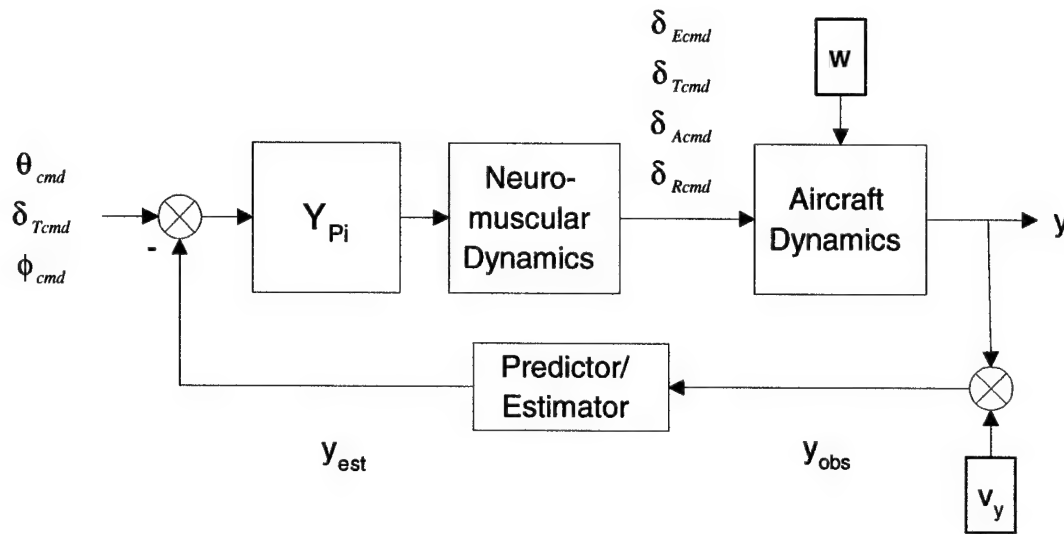 θcmd
δTcmd
φcmd
-
YPi
Neuro-
muscular
Dynamics
δEcmd
δTcmd
δAcmd
δRcmd
w
Aircraft
Dynamics
y
Predictor/
Estimator
yest
yobs
vy